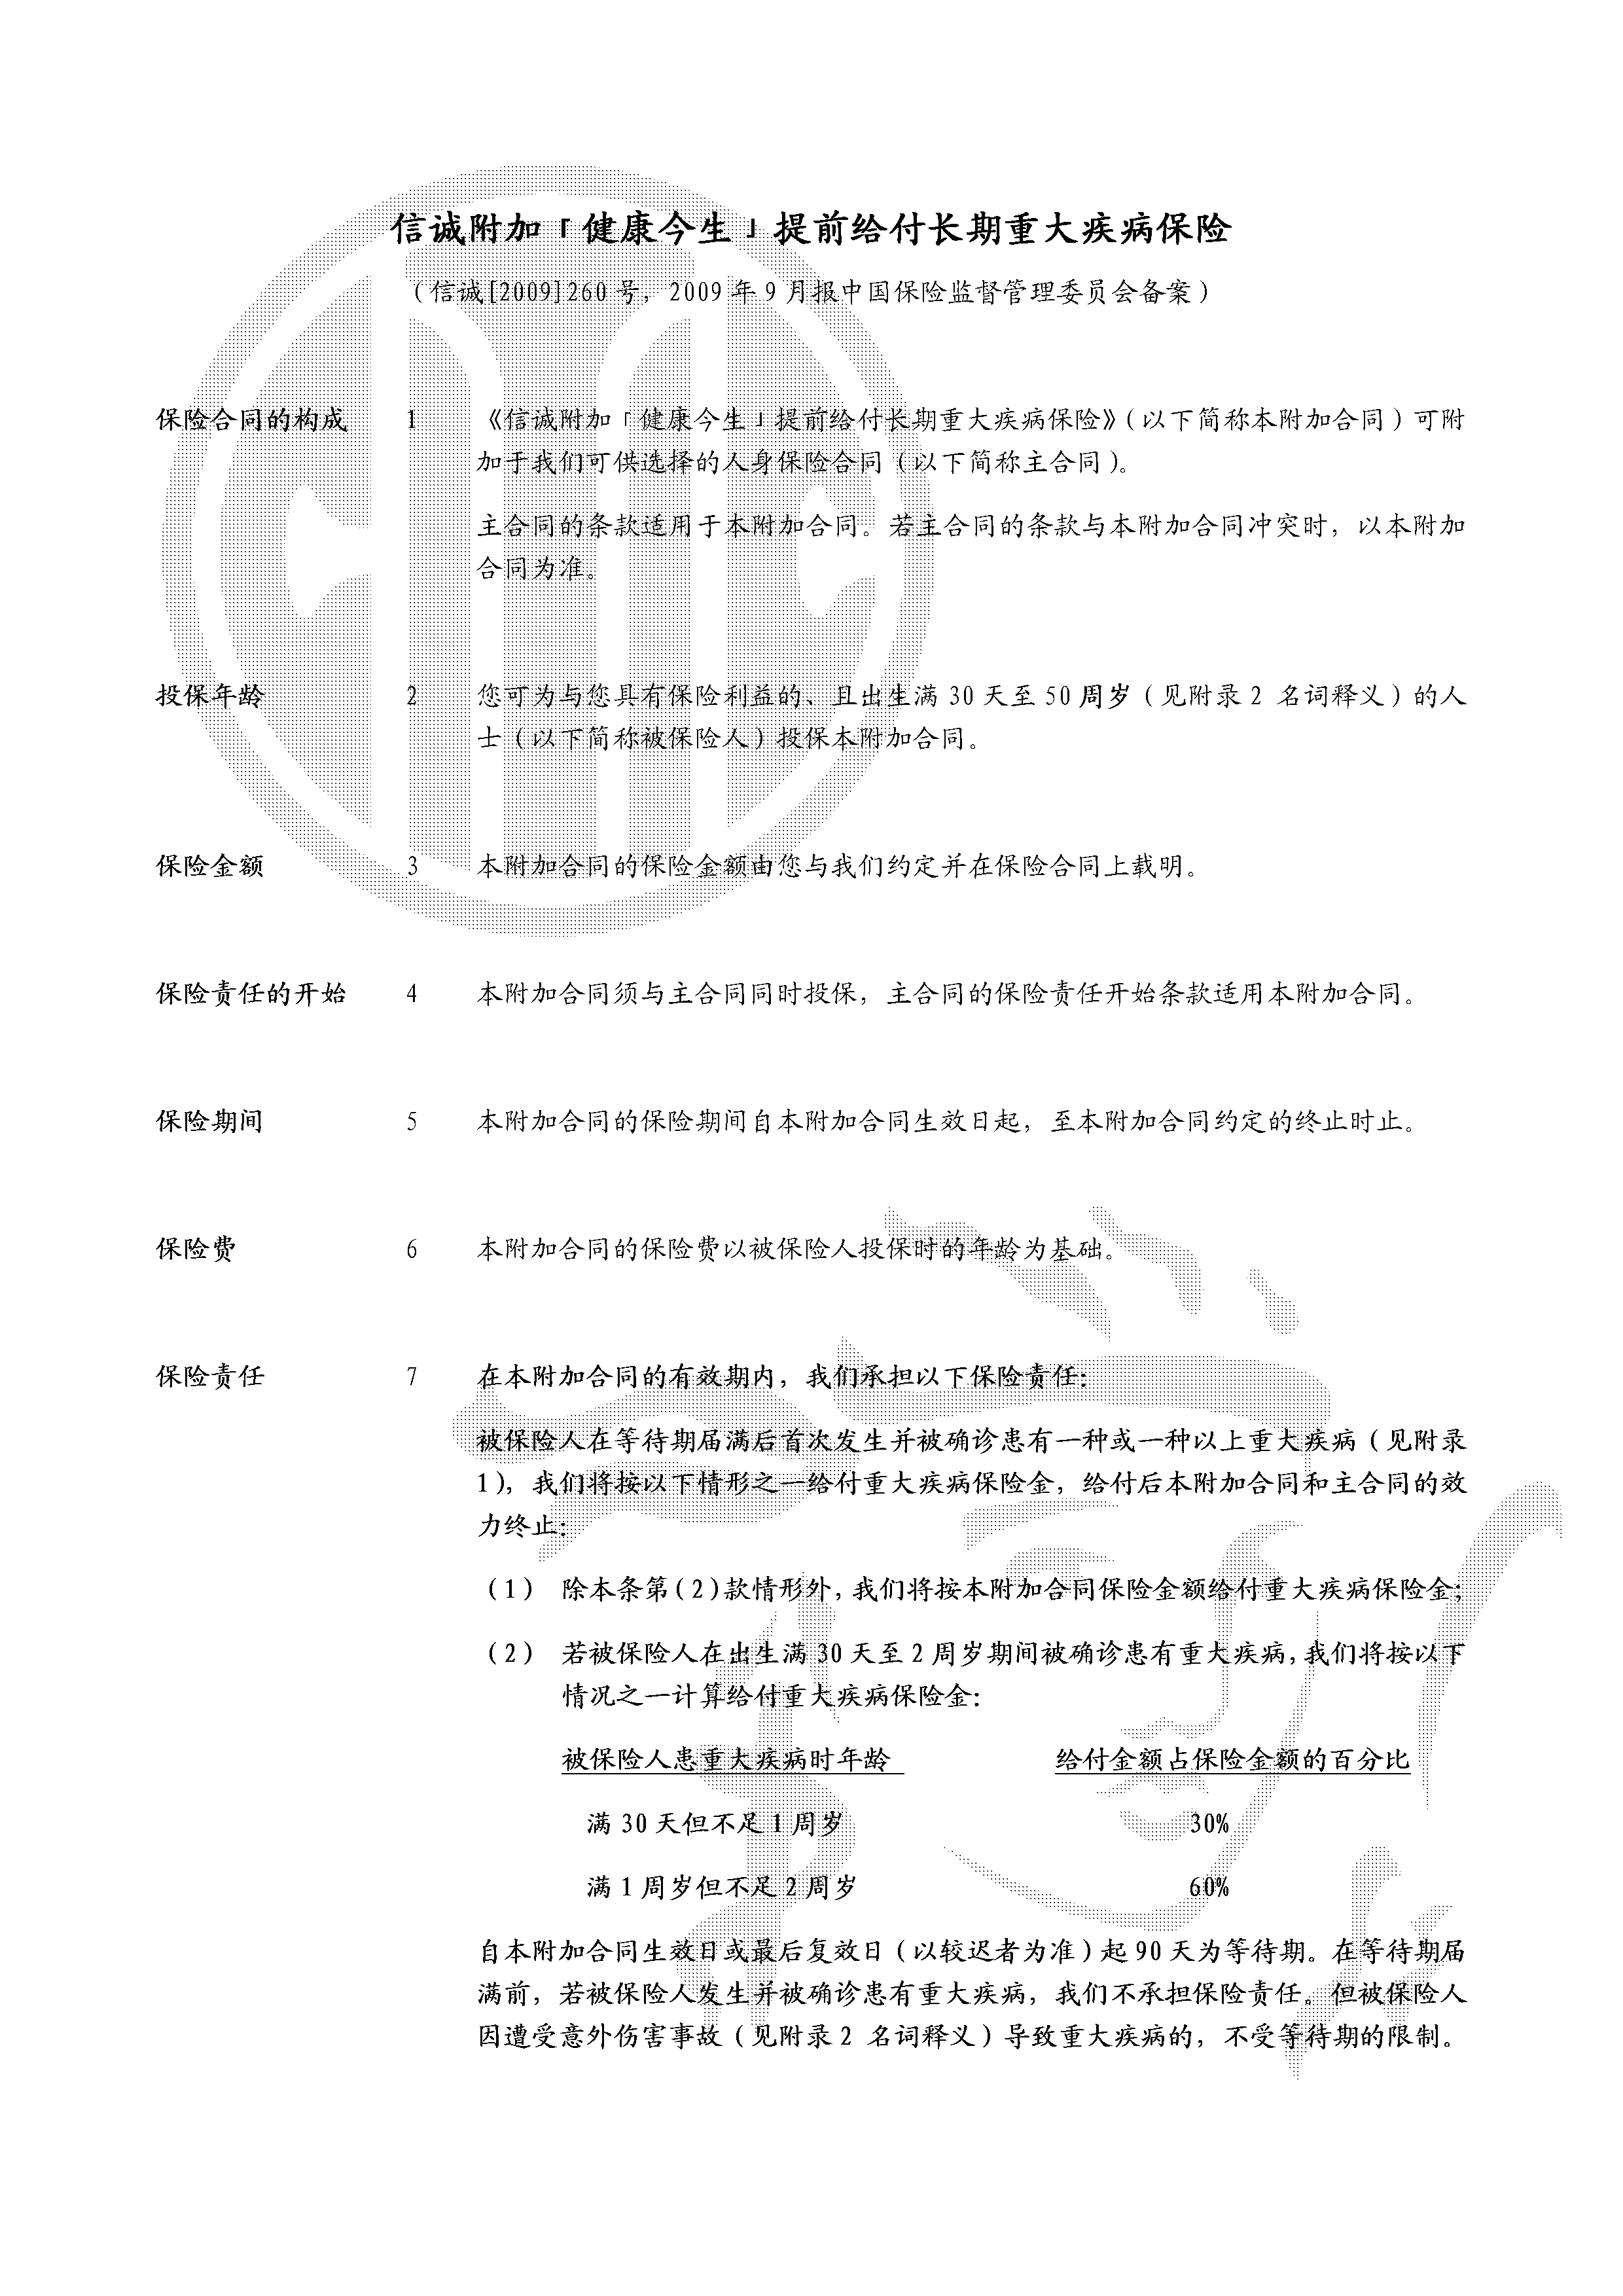 信诚附加「健康今生」提前给付长期重大疾病保险
（信诚[2009]260 号，2009 年 9 月报中国保险监督管理委员会备案）
保险合同的构成 1 《信诚附加「健康今生」提前给付长期重大疾病保险》（以下简称本附加合同）可附
加于我们可供选择的人身保险合同（以下简称主合同）。
主合同的条款适用于本附加合同。若主合同的条款与本附加合同冲突时，以本附加
合同为准。
投保年龄 2 您可为与您具有保险利益的、且出生满 30 天至 50 周岁（见附录 2 名词释义）的人
士（以下简称被保险人）投保本附加合同。
保险金额 3 本附加合同的保险金额由您与我们约定并在保险合同上载明。
保险责任的开始 4 本附加合同须与主合同同时投保，主合同的保险责任开始条款适用本附加合同。
保险期间 5 本附加合同的保险期间自本附加合同生效日起，至本附加合同约定的终止时止。
保险费 6 本附加合同的保险费以被保险人投保时的年龄为基础。
保险责任 7 在本附加合同的有效期内，我们承担以下保险责任：
被保险人在等待期届满后首次发生并被确诊患有一种或一种以上重大疾病（见附录
1），我们将按以下情形之一给付重大疾病保险金，给付后本附加合同和主合同的效
力终止：
（1） 除本条第（2）款情形外，我们将按本附加合同保险金额给付重大疾病保险金；
（2） 若被保险人在出生满 30 天至 2 周岁期间被确诊患有重大疾病，我们将按以下
情况之一计算给付重大疾病保险金：
被保险人患重大疾病时年龄 给付金额占保险金额的百分比
满 30 天但不足 1 周岁 30%
满 1 周岁但不足 2 周岁 60%
自本附加合同生效日或最后复效日（以较迟者为准）起 90 天为等待期。在等待期届
满前，若被保险人发生并被确诊患有重大疾病，我们不承担保险责任。但被保险人
因遭受意外伤害事故（见附录 2 名词释义）导致重大疾病的，不受等待期的限制。